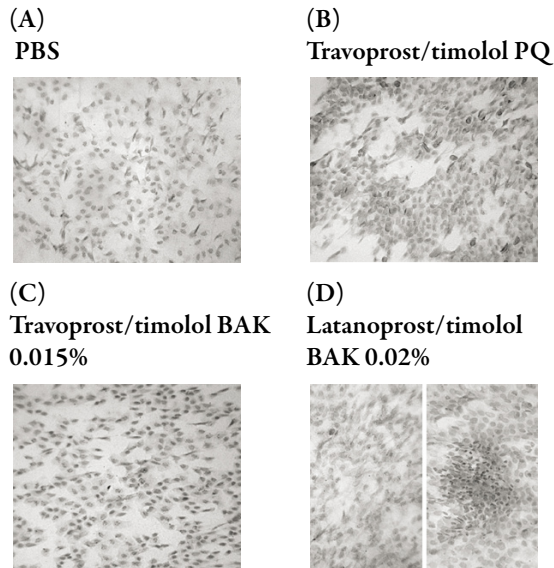 (A)
PBS
(B)
Travoprost/timolol PQ
(C)
Travoprost/timolol BAK
0.015%
(D)
Latanoprost/timolol
BAK 0.02%